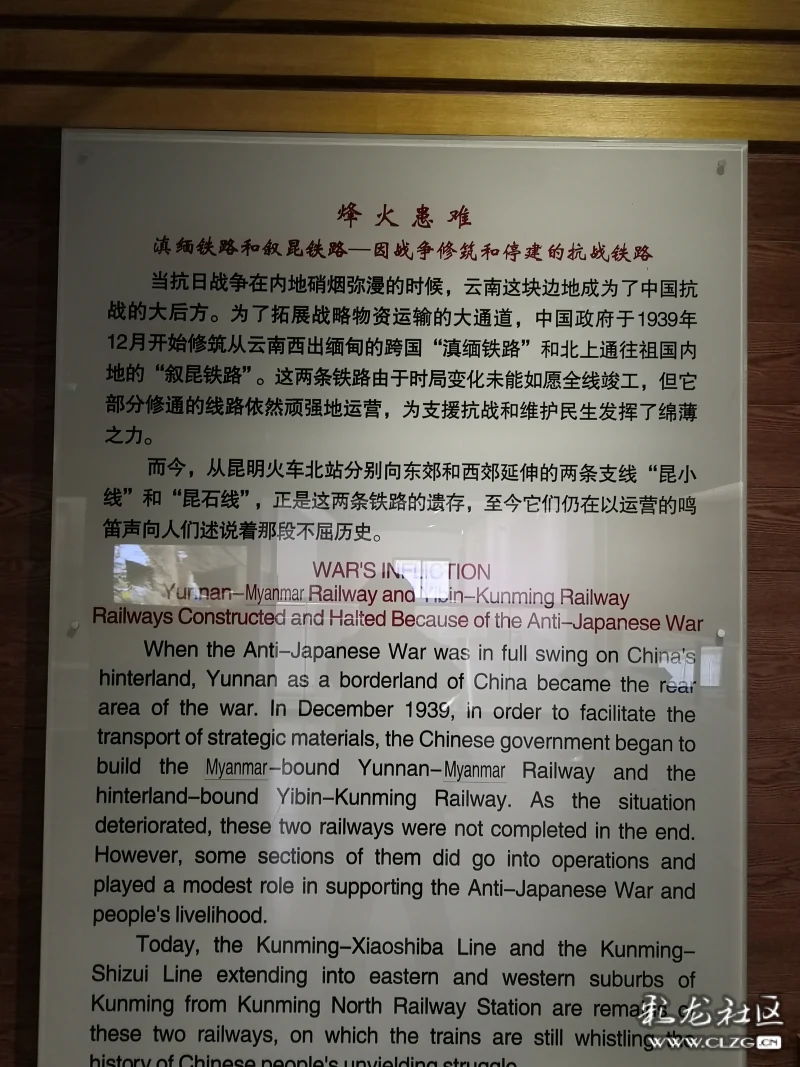 烽火患难
滇缅铁路和叙昆铁路—因战争修筑和停建的抗战铁路
当抗日战争在内地硝烟弥漫的时候，云南这块边地成为了中国抗
战的大后方。为了拓展战略物资运输的大通道，中国政府于1939年
12月开始修筑从云南西出缅甸的跨国“滇缅铁路”和北上通往祖国内
地的“叙昆铁路”。这两条铁路由于时局变化未能如愿全线竣工，但它
部分修通的线路依然顽强地运营，为支援抗战和维护民生发挥了绵薄
之力。
而今，从昆明火车北站分别向东郊和西郊延伸的两条支线“昆小
线”和“昆石线”，正是这两条铁路的遗存，至今它们仍在以运营的鸣
笛声向人们述说着那段不屈历史。
WAR'S INFLICTION
Yunnan-Myanmar Railway and Yibin-Kunming Railway
Railways Constructed and Halted Because of the Anti-Japanese War
When the Anti-Japanese War was in full swing on China's
hinterland, Yunnan as a borderland of China became the rear
area of the war. In December 1939, in order to facilitate the
transport of strategic materials, the Chinese government began to
build the Myanmar-bound Yunnan-Myanmar Railway and the
hinterland-bound Yibin-Kunming Railway. As the situation
deteriorated, these two railways were not completed in the end.
However, some sections of them did go into operations and
played a modest role in supporting the Anti-Japanese War and
people's livelihood.
Today, the Kunming-Xiaoshiba Line and the Kunming-
Shizui Line extending into eastern and western suburbs of
Kunming from Kunming North Railway Station are remains of
these two railways, on which the trains are still whistling the
history of Chinese people's unyielding struggle.
彩龙社区
WWW.CLZG.CN